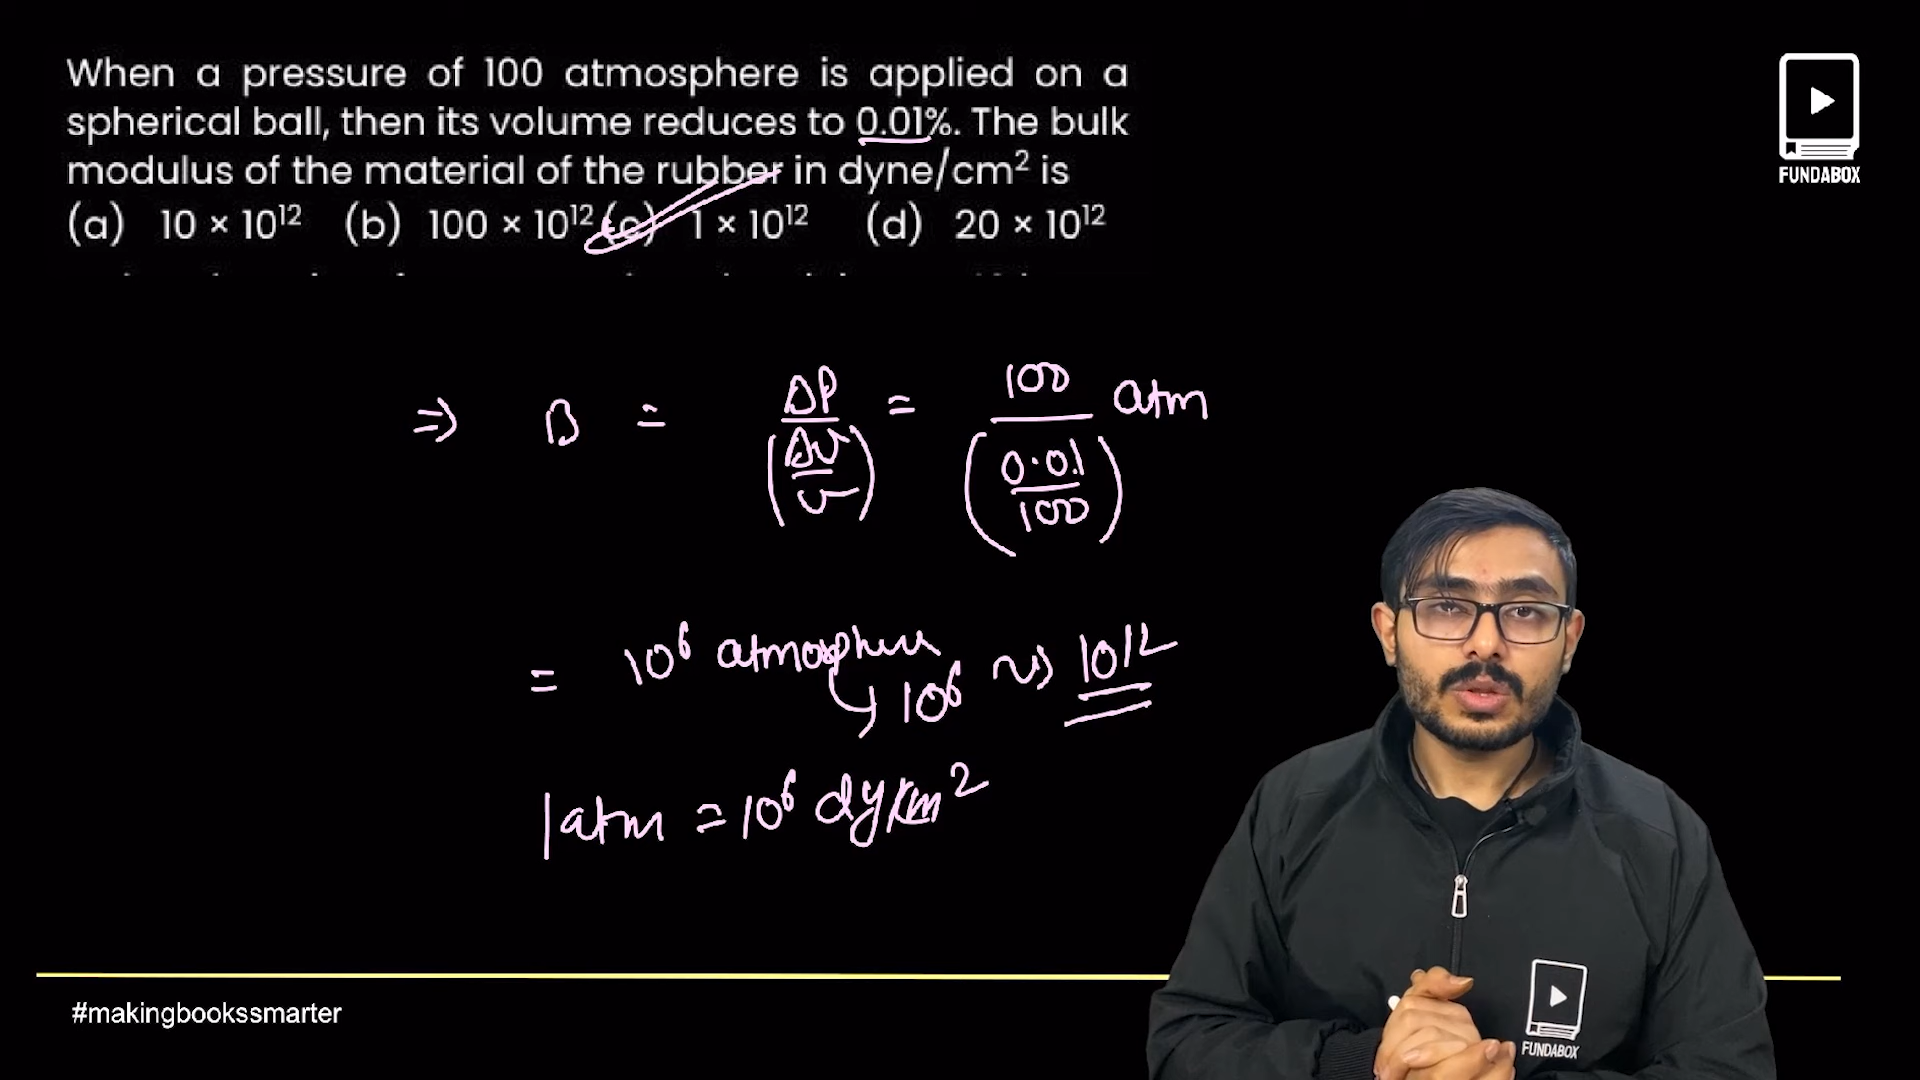 When a pressure of 100 atmosphere is applied on a
spherical ball, then its volume reduces to 0.01%. The bulk
modulus of the material of the rubber in dyne/cm² is
(a) 10 × 10¹² (b) 100 × 10¹² (c) 1 × 10¹² (d) 20 × 10¹²
FUNDABOX
⇒ B = ΔP/(ΔV/V) = 100/(0.01/100) atm
= 10⁶ atmosphere ↳ 10⁶ ⇝ 10¹²
1 atm = 10⁶ dy/cm²
#makingbookssmarter
FUNDABOX